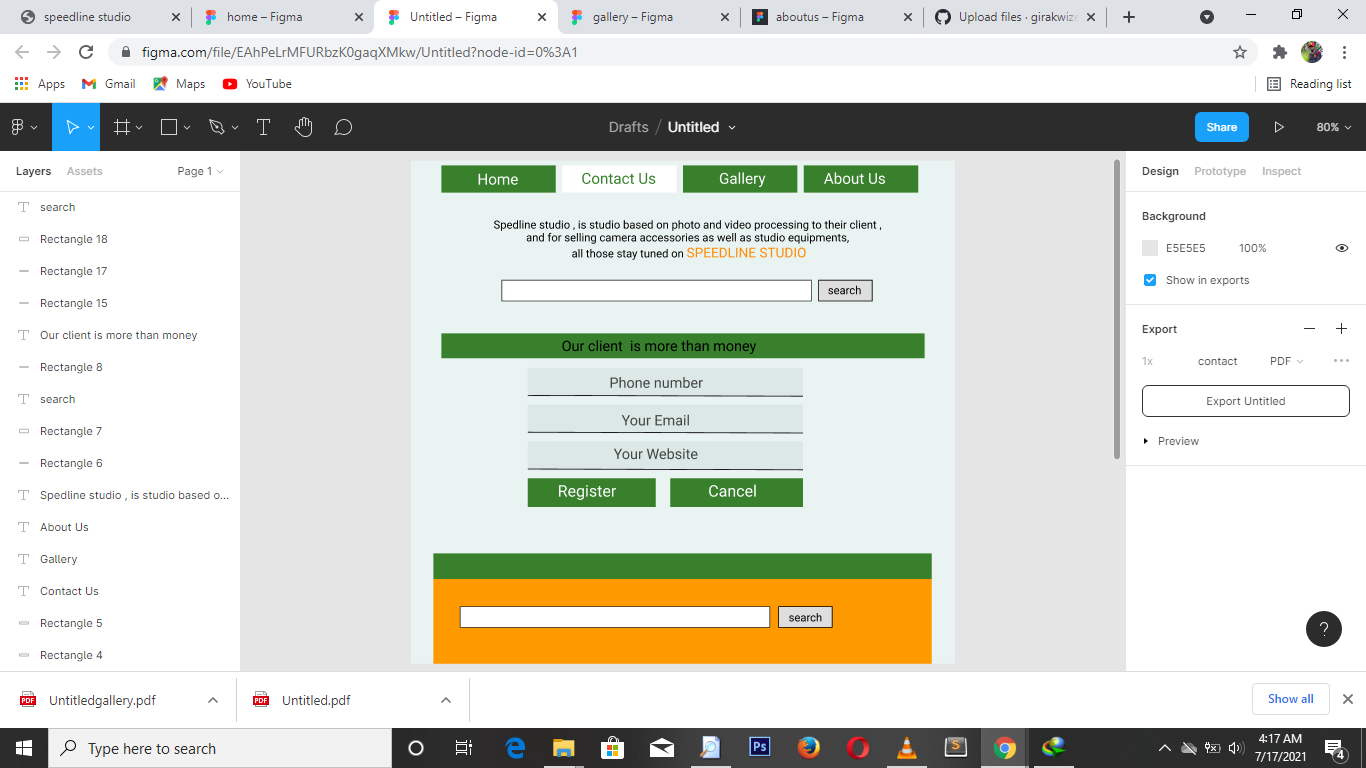 speedline studio
home – Figma
Untitled – Figma
gallery – Figma
aboutus – Figma
Upload files · girakwize
figma.com/file/EAhPeLrMFURbzK0gaqXMkw/Untitled?node-id=0%3A1
Apps
Gmail
Maps
YouTube
Reading list
Drafts / Untitled
Share
80%
Layers
Assets
Page 1
search
Rectangle 18
Rectangle 17
Rectangle 15
Our client is more than money
Rectangle 8
search
Rectangle 7
Rectangle 6
Spedline studio , is studio based o...
About Us
Gallery
Contact Us
Rectangle 5
Rectangle 4
Home
Contact Us
Gallery
About Us
Spedline studio , is studio based on photo and video processing to their client ,
and for selling camera accessories as well as studio equipments,
all those stay tuned on SPEEDLINE STUDIO
search
Our client is more than money
Phone number
Your Email
Your Website
Register
Cancel
search
Design
Prototype
Inspect
Background
E5E5E5
100%
Show in exports
Export
1x
contact
PDF
Export Untitled
Preview
?
PDF
Untitledgallery.pdf
PDF
Untitled.pdf
Show all
Type here to search
Ps
S
4:17 AM
7/17/2021
4